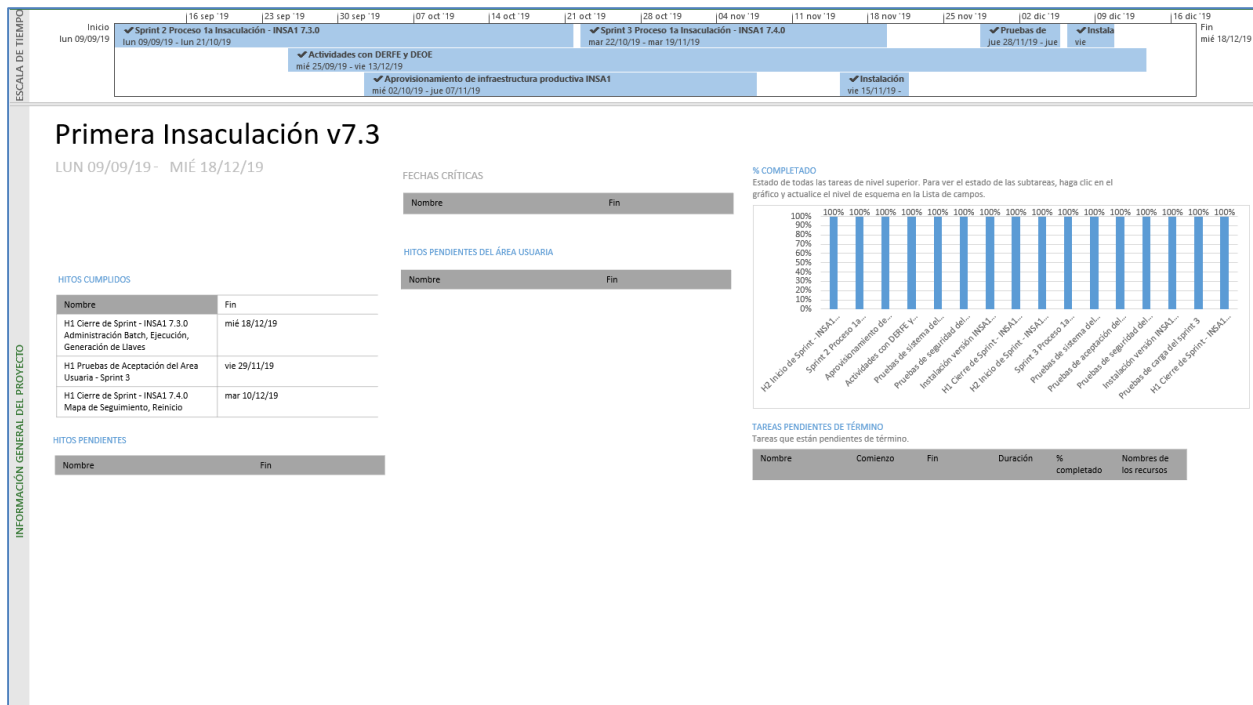 ESCALA DE TIEMPO
16 sep '19 23 sep '19 30 sep '19 07 oct '19 14 oct '19 21 oct '19 28 oct '19 04 nov '19 11 nov '19 18 nov '19 25 nov '19 02 dic '19 09 dic '19 16 dic '19
Inicio
lun 09/09/19
Sprint 2 Proceso 1a Insaculación - INSA1 7.3.0
lun 09/09/19 - lun 21/10/19
Sprint 3 Proceso 1a Insaculación - INSA1 7.4.0
mar 22/10/19 - mar 19/11/19
Pruebas de
jue 28/11/19 - jue
Instala
vie
Fin
mié 18/12/19
Actividades con DERFE y DEOE
mié 25/09/19 - vie 13/12/19
Aprovisionamiento de infraestructura productiva INSA1
mié 02/10/19 - jue 07/11/19
Instalación
vie 15/11/19 -
INFORMACIÓN GENERAL DEL PROYECTO
Primera Insaculación v7.3
LUN 09/09/19 - MIÉ 18/12/19
HITOS CUMPLIDOS
Nombre Fin
H1 Cierre de Sprint - INSA1 7.3.0 mié 18/12/19
Administración Batch, Ejecución,
Generación de Llaves
H1 Pruebas de Aceptación del Area vie 29/11/19
Usuaria - Sprint 3
H1 Cierre de Sprint - INSA1 7.4.0 mar 10/12/19
Mapa de Seguimiento, Reinicio
HITOS PENDIENTES
Nombre Fin
FECHAS CRÍTICAS
Nombre Fin
HITOS PENDIENTES DEL ÁREA USUARIA
Nombre Fin
% COMPLETADO
Estado de todas las tareas de nivel superior. Para ver el estado de las subtareas, haga clic en el
gráfico y actualice el nivel de esquema en la Lista de campos.
100% 100% 100% 100% 100% 100% 100% 100% 100% 100% 100% 100% 100% 100% 100% 100%
100%
90%
80%
70%
60%
50%
40%
30%
20%
10%
0%
H2 Inicio de Sprint - INSA1...
Sprint 2 Proceso 1a...
Aprovisionamiento de...
Actividades con DERFE y...
Pruebas de sistema del...
Pruebas de seguridad del...
Instalación versión INSA1...
H1 Cierre de Sprint - INSA1...
H2 Inicio de Sprint - INSA1...
Sprint 3 Proceso 1a...
Pruebas de sistema del...
Pruebas de aceptación del...
Pruebas de seguridad del...
Instalación versión INSA1...
Pruebas de carga del sprint 3
H1 Cierre de Sprint - INSA1...
TAREAS PENDIENTES DE TÉRMINO
Tareas que están pendientes de término.
Nombre Comienzo Fin Duración % Nombres de
completado los recursos